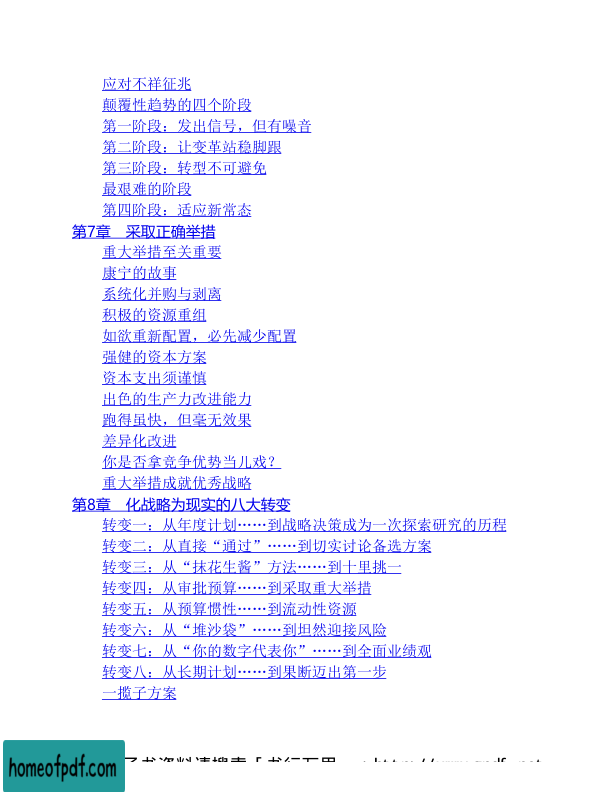 应对不祥征兆
颠覆性趋势的四个阶段
第一阶段：发出信号，但有噪音
第二阶段：让变革站稳脚跟
第三阶段：转型不可避免
最艰难的阶段
第四阶段：适应新常态
第7章　采取正确举措
重大举措至关重要
康宁的故事
系统化并购与剥离
积极的资源重组
如欲重新配置，必先减少配置
强健的资本方案
资本支出须谨慎
出色的生产力改进能力
跑得虽快，但毫无效果
差异化改进
你是否拿竞争优势当儿戏？
重大举措成就优秀战略
第8章　化战略为现实的八大转变
转变一：从年度计划……到战略决策成为一次探索研究的历程
转变二：从直接“通过”……到切实讨论备选方案
转变三：从“抹花生酱”方法……到十里挑一
转变四：从审批预算……到采取重大举措
转变五：从预算惯性……到流动性资源
转变六：从“堆沙袋”……到坦然迎接风险
转变七：从“你的数字代表你”……到全面业绩观
转变八：从长期计划……到果断迈出第一步
一揽子方案
homeofpdf.com